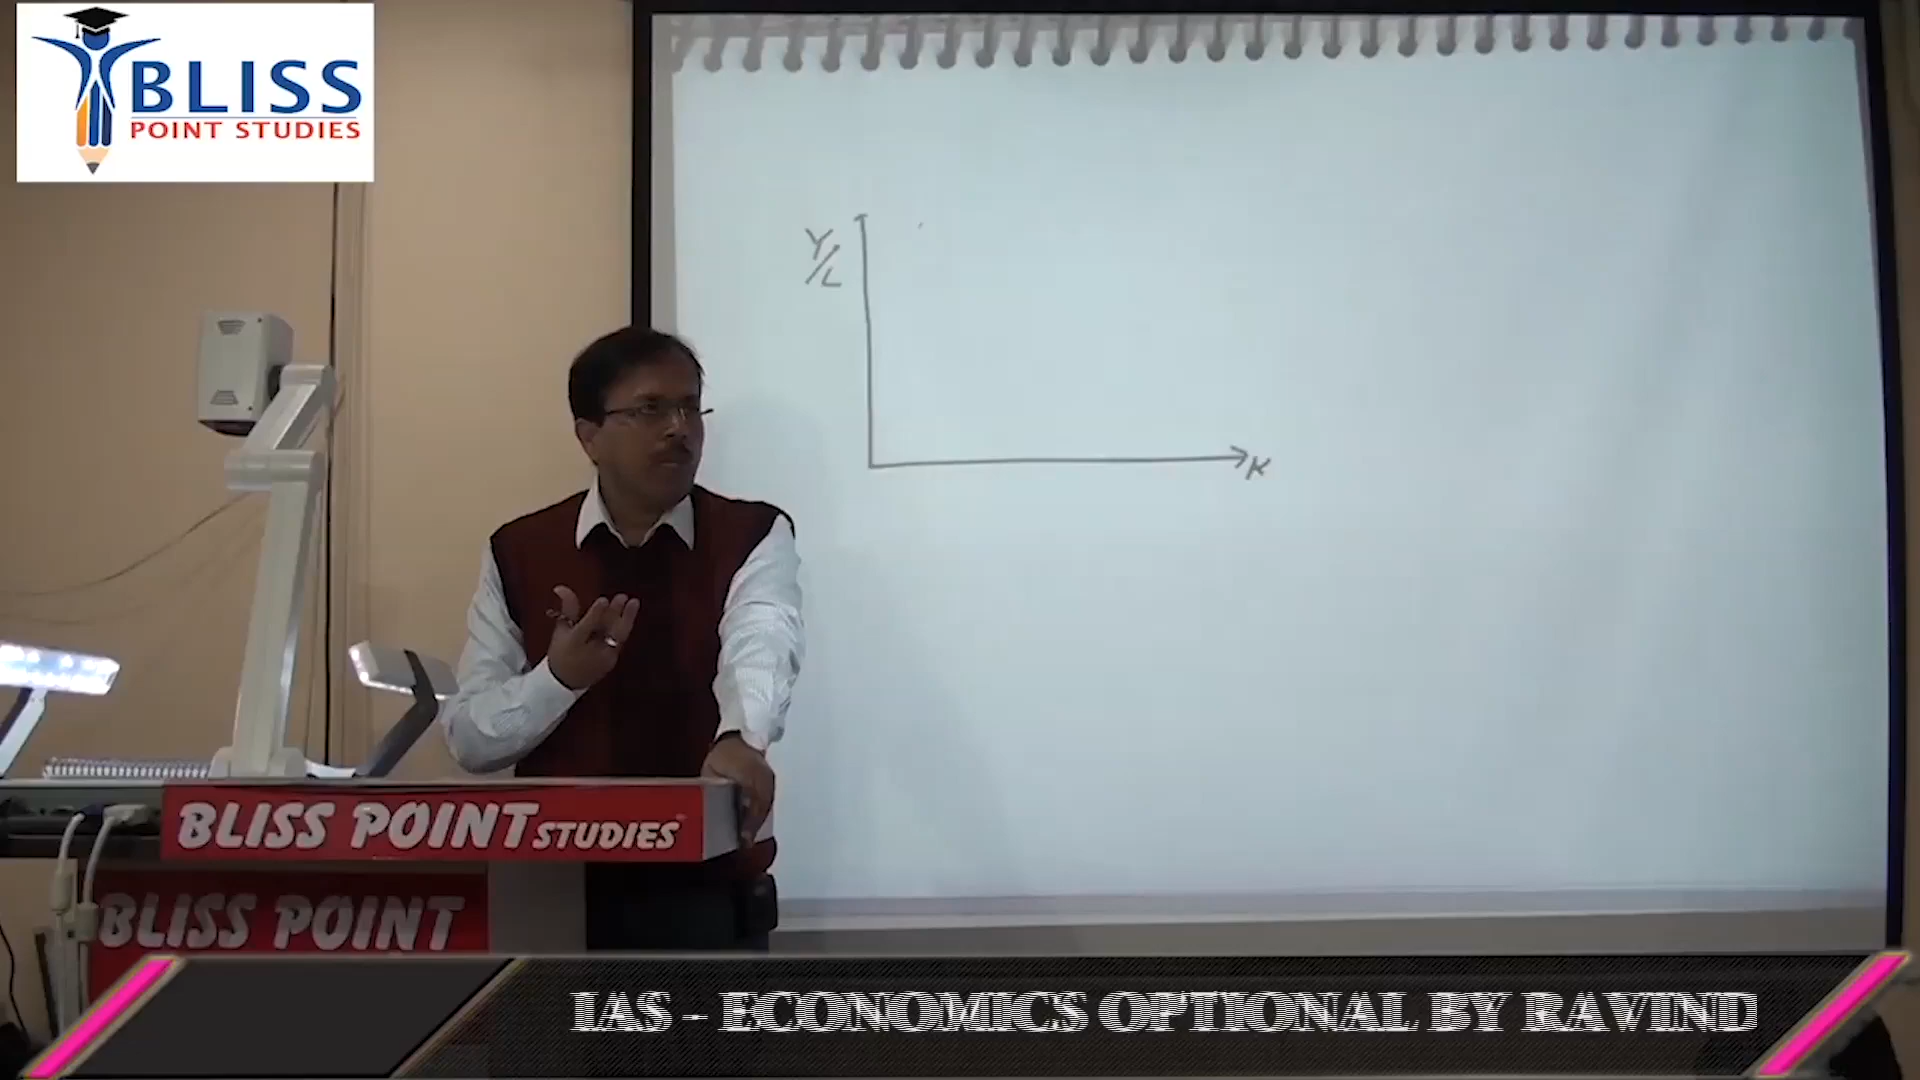 BLISS
POINT STUDIES
Y/L
K
BLISS POINT STUDIES
BLISS POINT
IAS - ECONOMICS OPTIONAL BY RAVIND